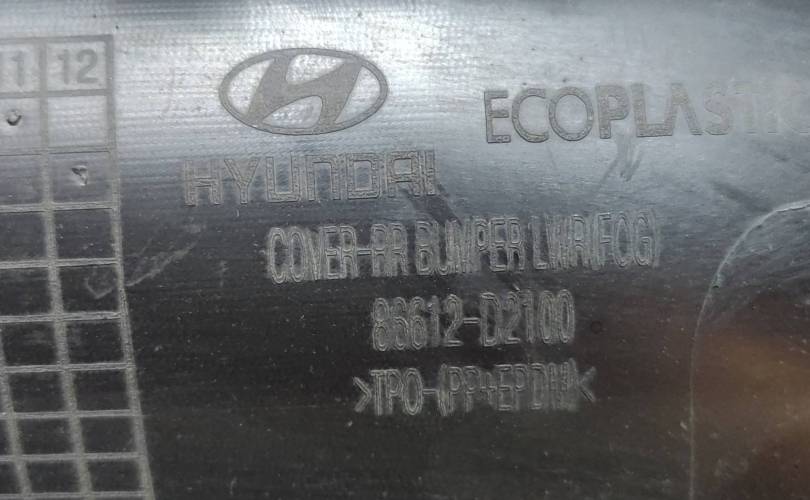 11 12
ECOPLASTIC
HYUNDAI
COVER-RR BUMPER LWR(FOG)
86612-D2100
>TPO-(PP+EPDM)<